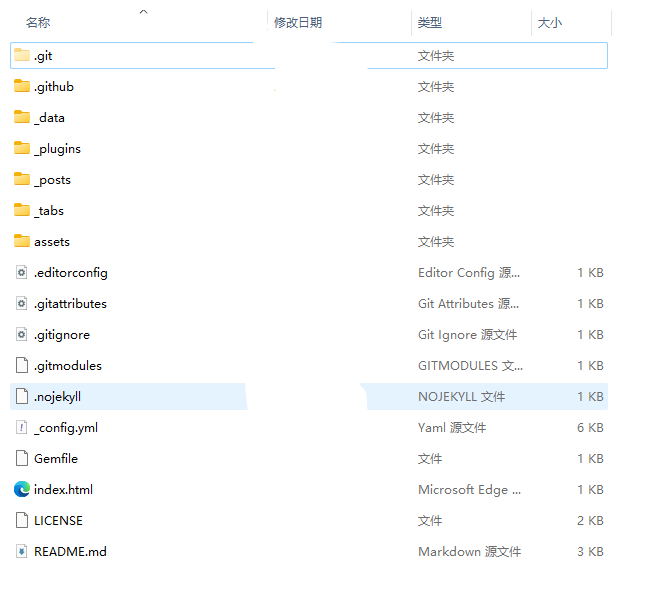 名称 修改日期 类型 大小
.git 文件夹
.github 文件夹
_data 文件夹
_plugins 文件夹
_posts 文件夹
_tabs 文件夹
assets 文件夹
.editorconfig Editor Config 源... 1 KB
.gitattributes Git Attributes 源... 1 KB
.gitignore Git Ignore 源文件 1 KB
.gitmodules GITMODULES 文... 1 KB
.nojekyll NOJEKYLL 文件 1 KB
_config.yml Yaml 源文件 6 KB
Gemfile 文件 1 KB
index.html Microsoft Edge ... 1 KB
LICENSE 文件 2 KB
README.md Markdown 源文件 3 KB